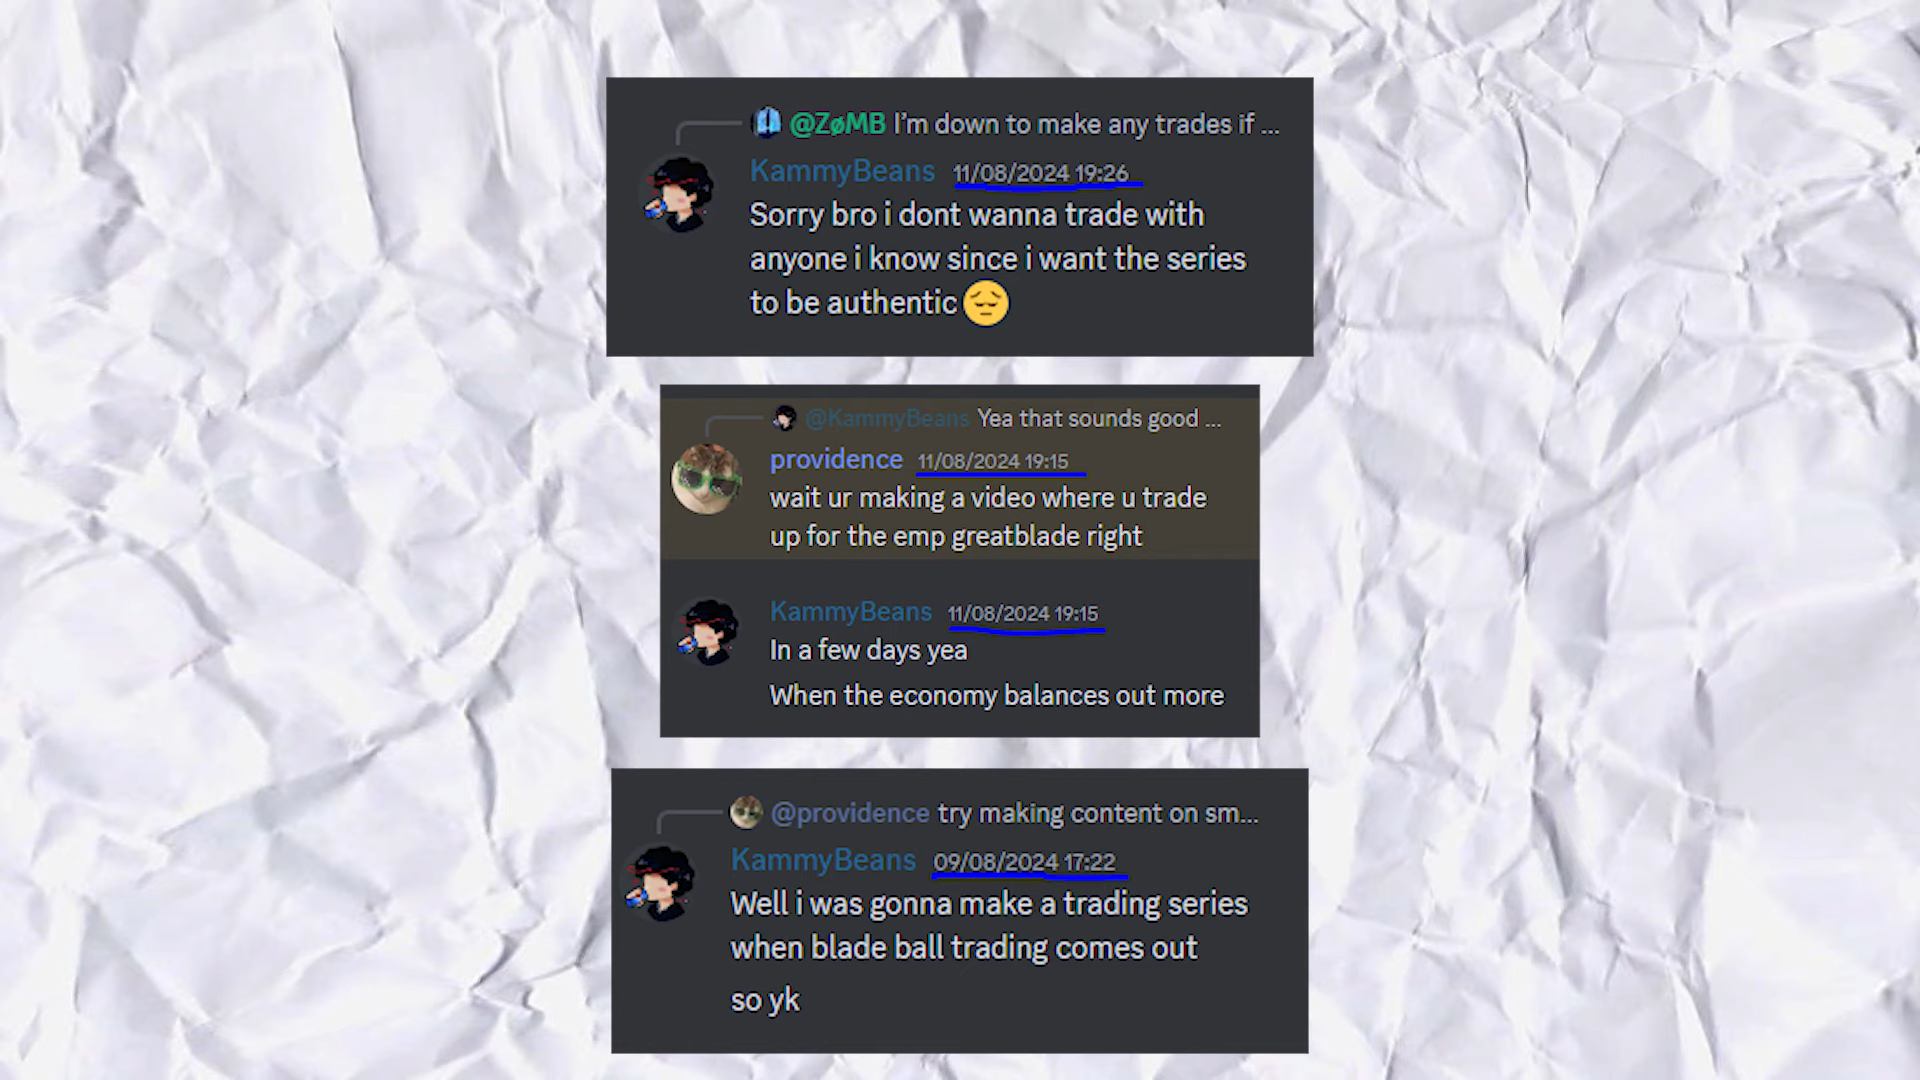 @ZøMB I'm down to make any trades if ...
KammyBeans 11/08/2024 19:26
Sorry bro i dont wanna trade with
anyone i know since i want the series
to be authentic 😔
@KammyBeans Yea that sounds good ...
providence 11/08/2024 19:15
wait ur making a video where u trade
up for the emp greatblade right
KammyBeans 11/08/2024 19:15
In a few days yea
When the economy balances out more
@providence try making content on sm...
KammyBeans 09/08/2024 17:22
Well i was gonna make a trading series
when blade ball trading comes out
so yk